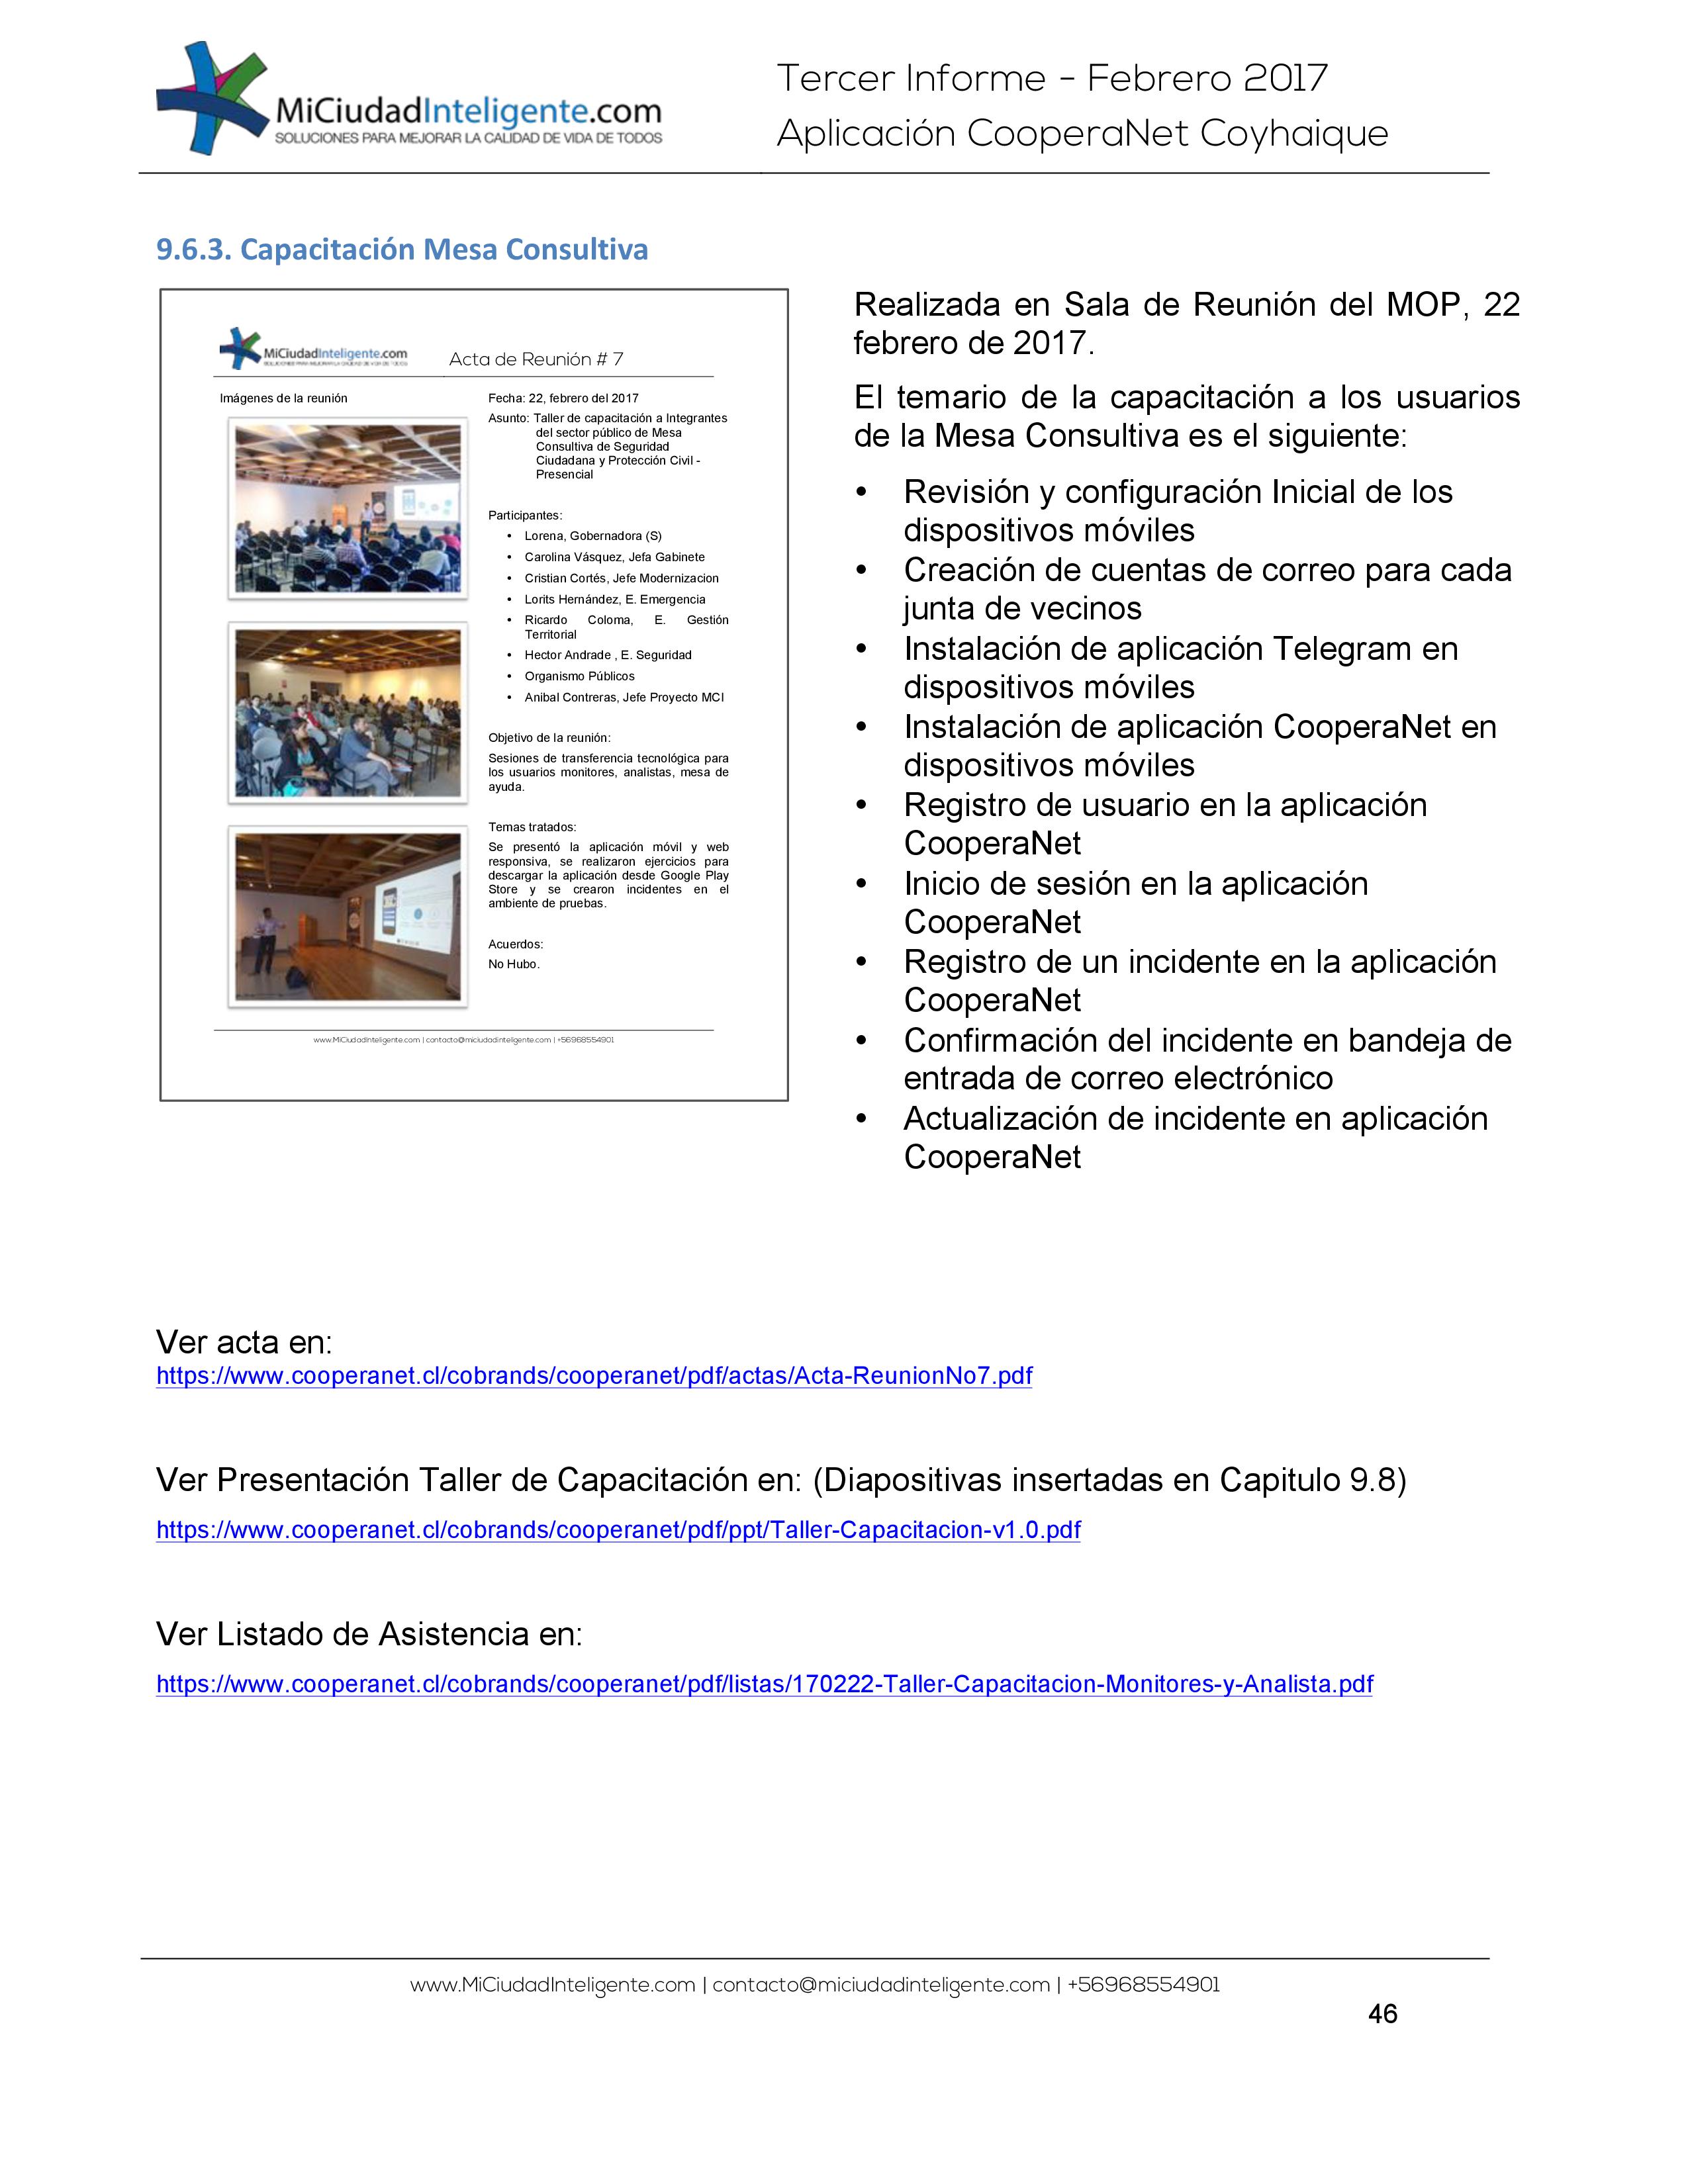 MiCiudadInteligente.com
SOLUCIONES PARA MEJORAR LA CALIDAD DE VIDA DE TODOS
Tercer Informe - Febrero 2017
Aplicación CooperaNet Coyhaique
9.6.3. Capacitación Mesa Consultiva
MiCiudadInteligente.com
SOLUCIONES PARA MEJORAR LA CALIDAD DE VIDA DE TODOS
Acta de Reunión # 7
Imágenes de la reunión
Fecha: 22, febrero del 2017
Asunto: Taller de capacitación a Integrantes
del sector público de Mesa
Consultiva de Seguridad
Ciudadana y Protección Civil -
Presencial
Participantes:
• Lorena, Gobernadora (S)
• Carolina Vásquez, Jefa Gabinete
• Cristian Cortés, Jefe Modernizacion
• Lorits Hernández, E. Emergencia
• Ricardo Coloma, E. Gestión
Territorial
• Hector Andrade , E. Seguridad
• Organismo Públicos
• Anibal Contreras, Jefe Proyecto MCI
Objetivo de la reunión:
Sesiones de transferencia tecnológica para
los usuarios monitores, analistas, mesa de
ayuda.
Temas tratados:
Se presentó la aplicación móvil y web
responsiva, se realizaron ejercicios para
descargar la aplicación desde Google Play
Store y se crearon incidentes en el
ambiente de pruebas.
Acuerdos:
No Hubo.
www.MiCiudadInteligente.com | contacto@miciudadinteligente.com | +56968554901
Realizada en Sala de Reunión del MOP, 22
febrero de 2017.
El temario de la capacitación a los usuarios
de la Mesa Consultiva es el siguiente:
• Revisión y configuración Inicial de los
dispositivos móviles
• Creación de cuentas de correo para cada
junta de vecinos
• Instalación de aplicación Telegram en
dispositivos móviles
• Instalación de aplicación CooperaNet en
dispositivos móviles
• Registro de usuario en la aplicación
CooperaNet
• Inicio de sesión en la aplicación
CooperaNet
• Registro de un incidente en la aplicación
CooperaNet
• Confirmación del incidente en bandeja de
entrada de correo electrónico
• Actualización de incidente en aplicación
CooperaNet
Ver acta en:
https://www.cooperanet.cl/cobrands/cooperanet/pdf/actas/Acta-ReunionNo7.pdf
Ver Presentación Taller de Capacitación en: (Diapositivas insertadas en Capitulo 9.8)
https://www.cooperanet.cl/cobrands/cooperanet/pdf/ppt/Taller-Capacitacion-v1.0.pdf
Ver Listado de Asistencia en:
https://www.cooperanet.cl/cobrands/cooperanet/pdf/listas/170222-Taller-Capacitacion-Monitores-y-Analista.pdf
www.MiCiudadInteligente.com | contacto@miciudadinteligente.com | +56968554901
46